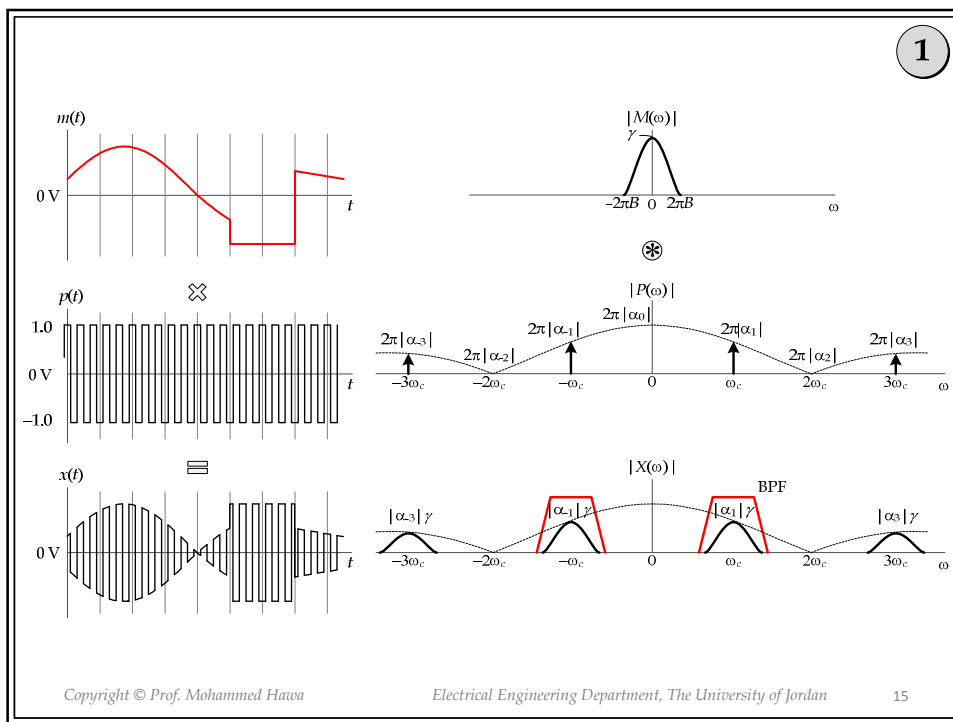 1
m(t)
0 V
t
|M(ω)|
γ
−2πB
0
2πB
ω
p(t)
1.0
0 V
−1.0
t
|P(ω)|
2π|α₋₃|
2π|α₋₂|
2π|α₋₁|
2π|α₀|
2π|α₁|
2π|α₂|
2π|α₃|
−3ωc
−2ωc
−ωc
0
ωc
2ωc
3ωc
ω
x(t)
0 V
t
|X(ω)|
BPF
|α₋₃|γ
|α₋₁|γ
|α₁|γ
|α₃|γ
−3ωc
−2ωc
−ωc
0
ωc
2ωc
3ωc
ω
Copyright © Prof. Mohammed Hawa
Electrical Engineering Department, The University of Jordan
15